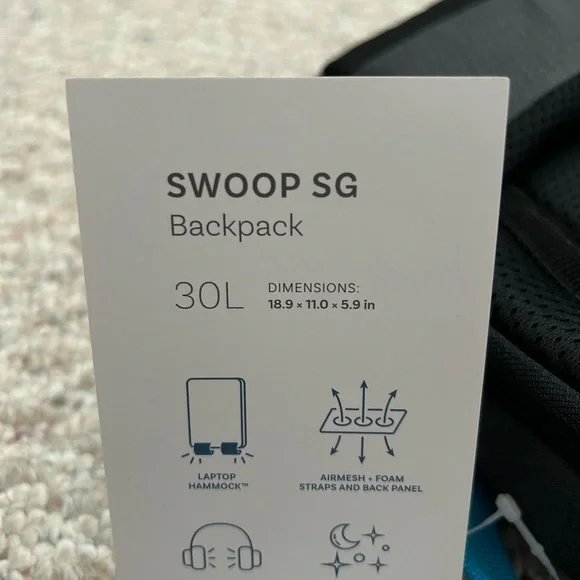 SWOOP SG
Backpack
30L
DIMENSIONS:
18.9 × 11.0 × 5.9 in
LAPTOP
HAMMOCK™
AIRMESH + FOAM
STRAPS AND BACK PANEL